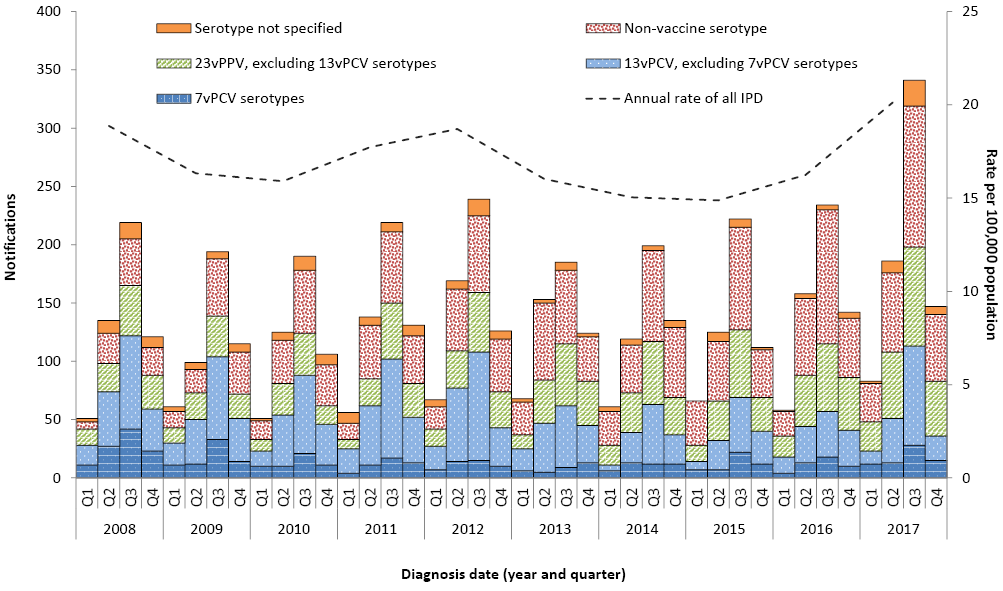 400
350
300
250
200
150
100
50
0
Notifications
Serotype not specified
Non-vaccine serotype
23vPPV, excluding 13vPCV serotypes
13vPCV, excluding 7vPCV serotypes
7vPCV serotypes
Annual rate of all IPD
25
20
15
10
5
0
Rate per 100,000 population
Q1 Q2 Q3 Q4 Q1 Q2 Q3 Q4 Q1 Q2 Q3 Q4 Q1 Q2 Q3 Q4 Q1 Q2 Q3 Q4 Q1 Q2 Q3 Q4 Q1 Q2 Q3 Q4 Q1 Q2 Q3 Q4 Q1 Q2 Q3 Q4 Q1 Q2 Q3 Q4
2008 2009 2010 2011 2012 2013 2014 2015 2016 2017
Diagnosis date (year and quarter)